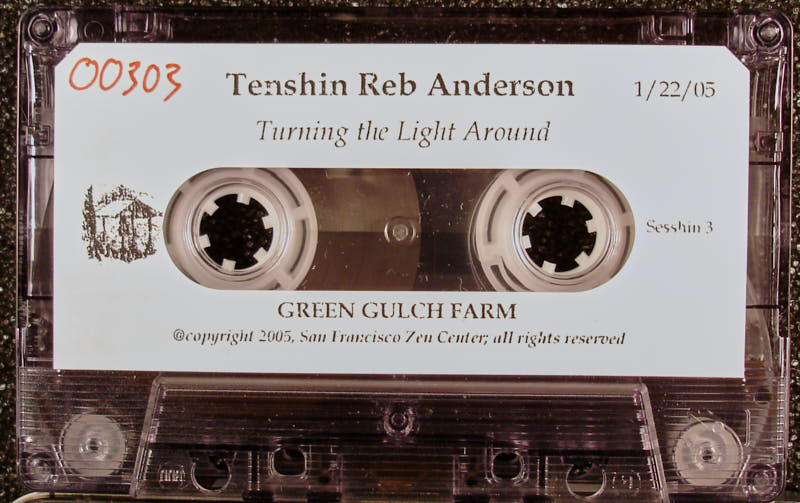 00303
Tenshin Reb Anderson
1/22/05
Turning the Light Around
Sesshin 3
GREEN GULCH FARM
@copyright 2005, San Francisco Zen Center; all rights reserved